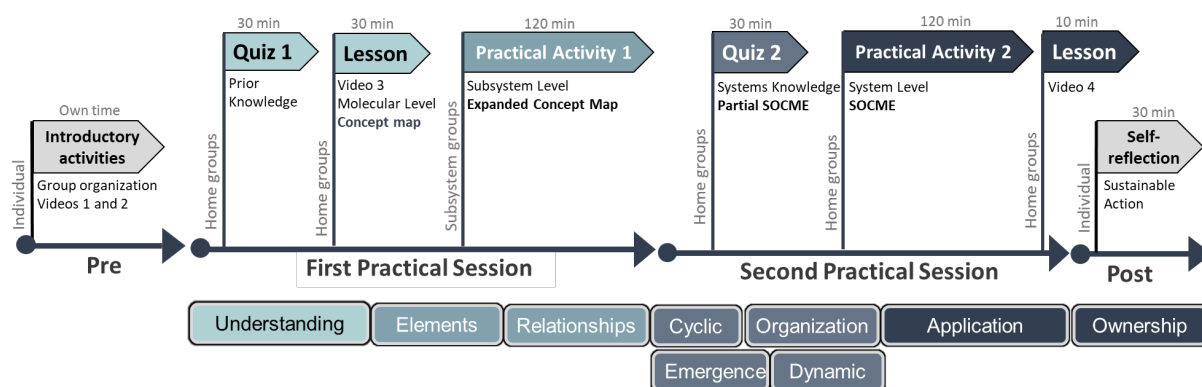 Own time
Introductory
activities
Individual
Group organization
Videos 1 and 2
Pre
30 min
Quiz 1
Home groups
Prior
Knowledge
30 min
Lesson
Home groups
Video 3
Molecular Level
Concept map
120 min
Practical Activity 1
Subsystem groups
Subsystem Level
Expanded Concept Map
First Practical Session
30 min
Quiz 2
Home groups
Systems Knowledge
Partial SOCME
120 min
Practical Activity 2
Home groups
System Level
SOCME
10 min
Lesson
Home groups
Video 4
Second Practical Session
30 min
Self-
reflection
Individual
Sustainable
Action
Post
Understanding
Elements
Relationships
Cyclic
Organization
Application
Ownership
Emergence
Dynamic